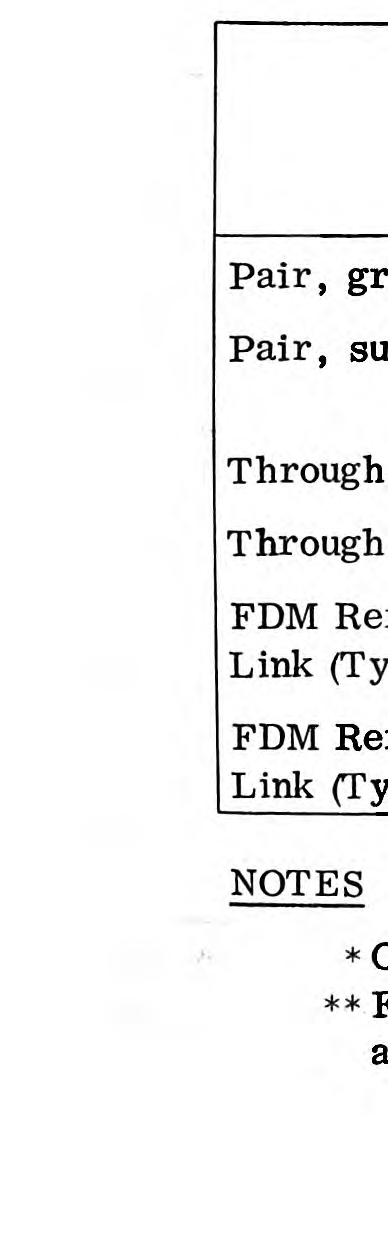 Pair, gr
Pair, su
Through
Through
FDM Re
Link (Ty
FDM Re
Link (Ty
NOTES
* C
** F
a